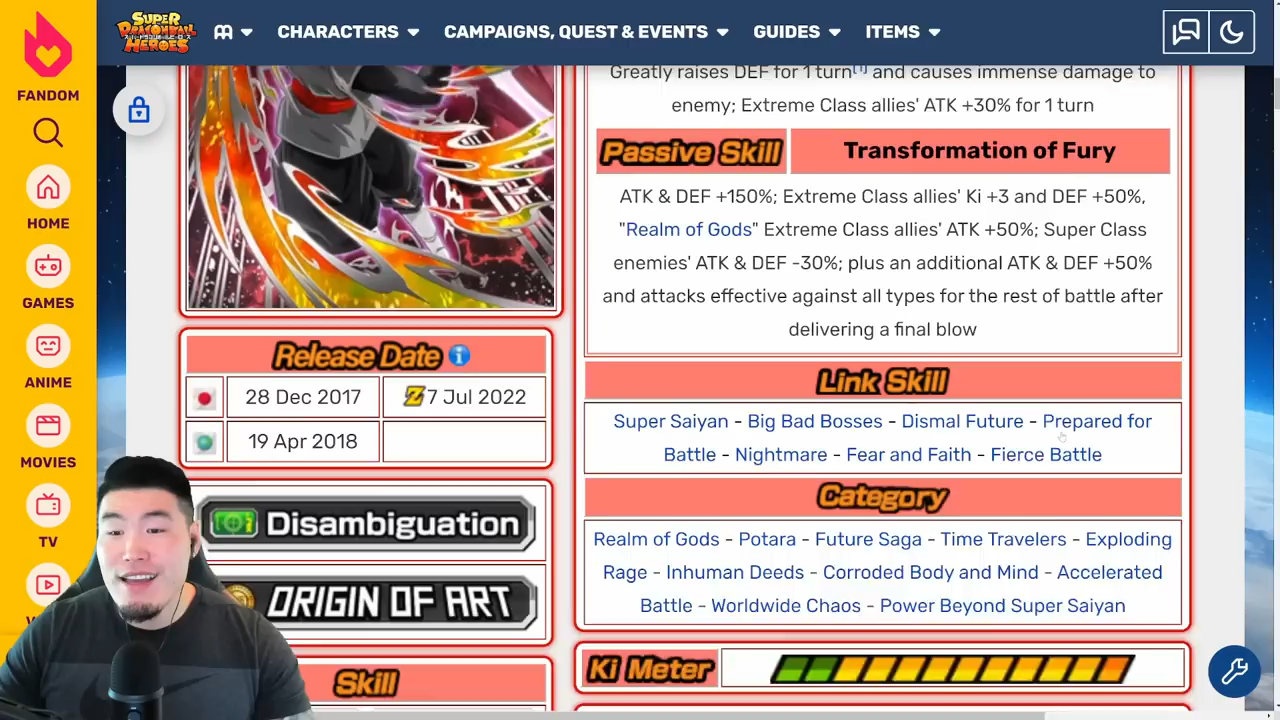 SUPER
DRAGONBALL
HEROES
CHARACTERS
CAMPAIGNS, QUEST & EVENTS
GUIDES
ITEMS
FANDOM
HOME
GAMES
ANIME
MOVIES
TV
Greatly raises DEF for 1 turn[1] and causes immense damage to
enemy; Extreme Class allies' ATK +30% for 1 turn
Passive Skill
Transformation of Fury
ATK & DEF +150%; Extreme Class allies' Ki +3 and DEF +50%,
"Realm of Gods" Extreme Class allies' ATK +50%; Super Class
enemies' ATK & DEF -30%; plus an additional ATK & DEF +50%
and attacks effective against all types for the rest of battle after
delivering a final blow
Release Date
28 Dec 2017
Z 7 Jul 2022
19 Apr 2018
Disambiguation
ORIGIN OF ART
Skill
Link Skill
Super Saiyan - Big Bad Bosses - Dismal Future - Prepared for
Battle - Nightmare - Fear and Faith - Fierce Battle
Category
Realm of Gods - Potara - Future Saga - Time Travelers - Exploding
Rage - Inhuman Deeds - Corroded Body and Mind - Accelerated
Battle - Worldwide Chaos - Power Beyond Super Saiyan
Ki Meter